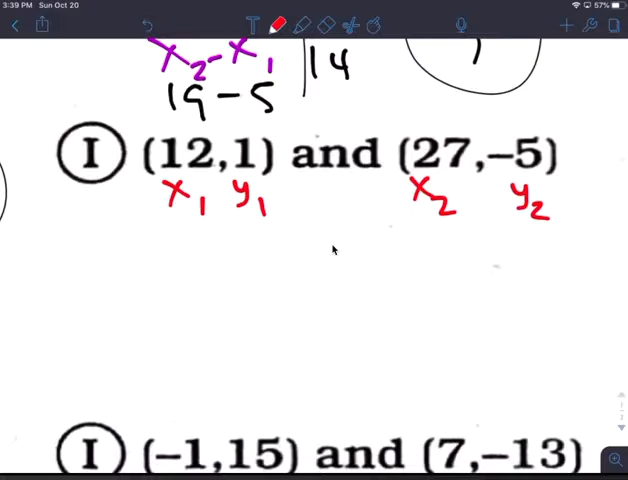 3:39 PM Sun Oct 20 57%
x₂-x₁ 14
19-5
I (12,1) and (27,-5)
x₁ y₁ x₂ y₂
I (-1,15) and (7,-13)